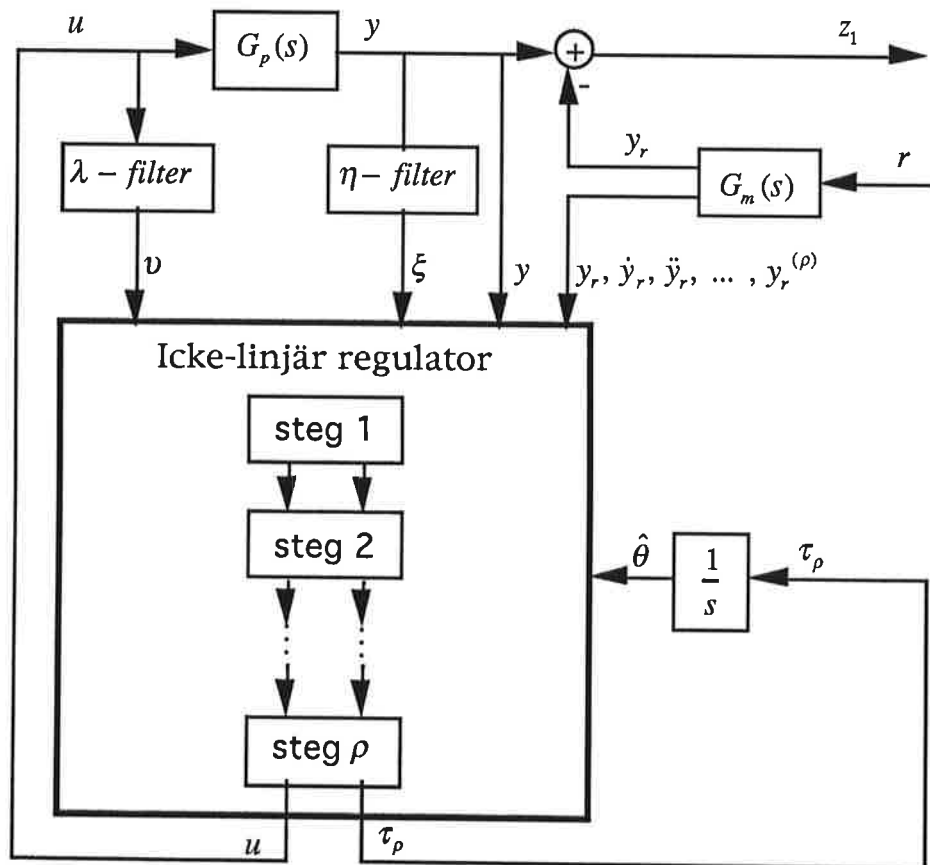 u
G_p(s)
y
+
z_1
-
y_r
G_m(s)
r
λ – filter
η – filter
υ
ξ
y
y_r, ẏ_r, ÿ_r, ... , y_r^(ρ)
Icke-linjär regulator
steg 1
steg 2
θ̂
1/s
τ_ρ
steg ρ
u
τ_ρ